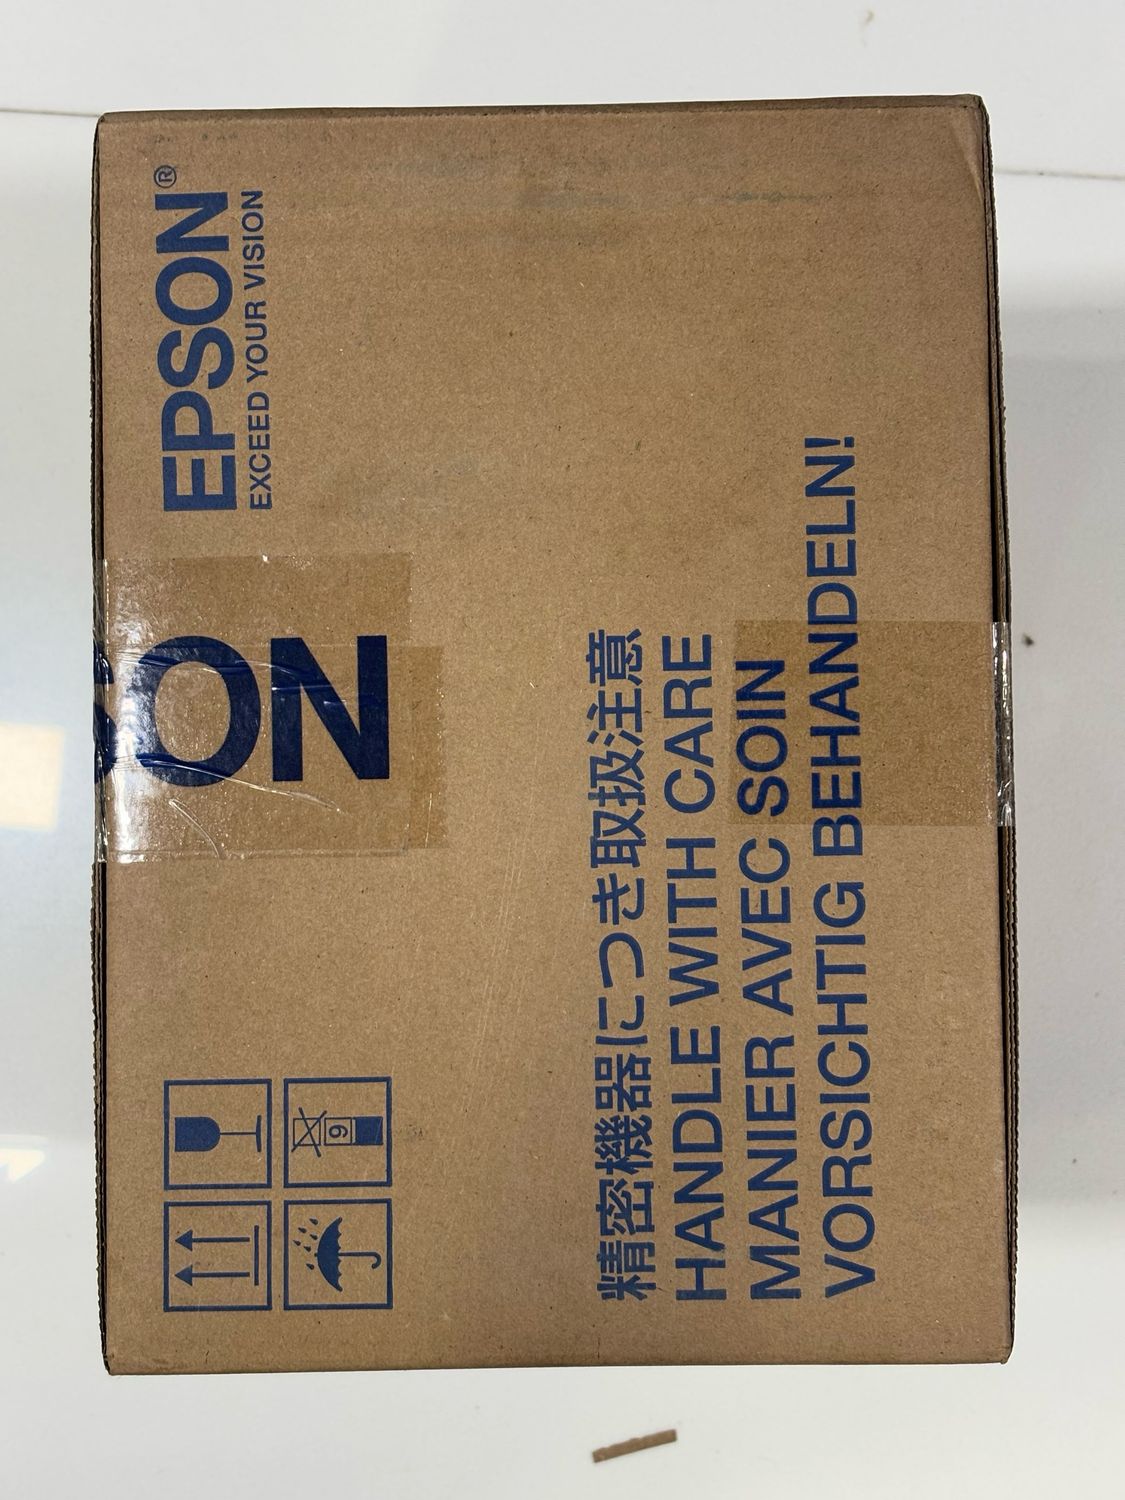 EPSON®
EXCEED YOUR VISION
SON
6
精密機器につき取扱注意
HANDLE WITH CARE
MANIER AVEC SOIN
VORSICHTIG BEHANDELN!